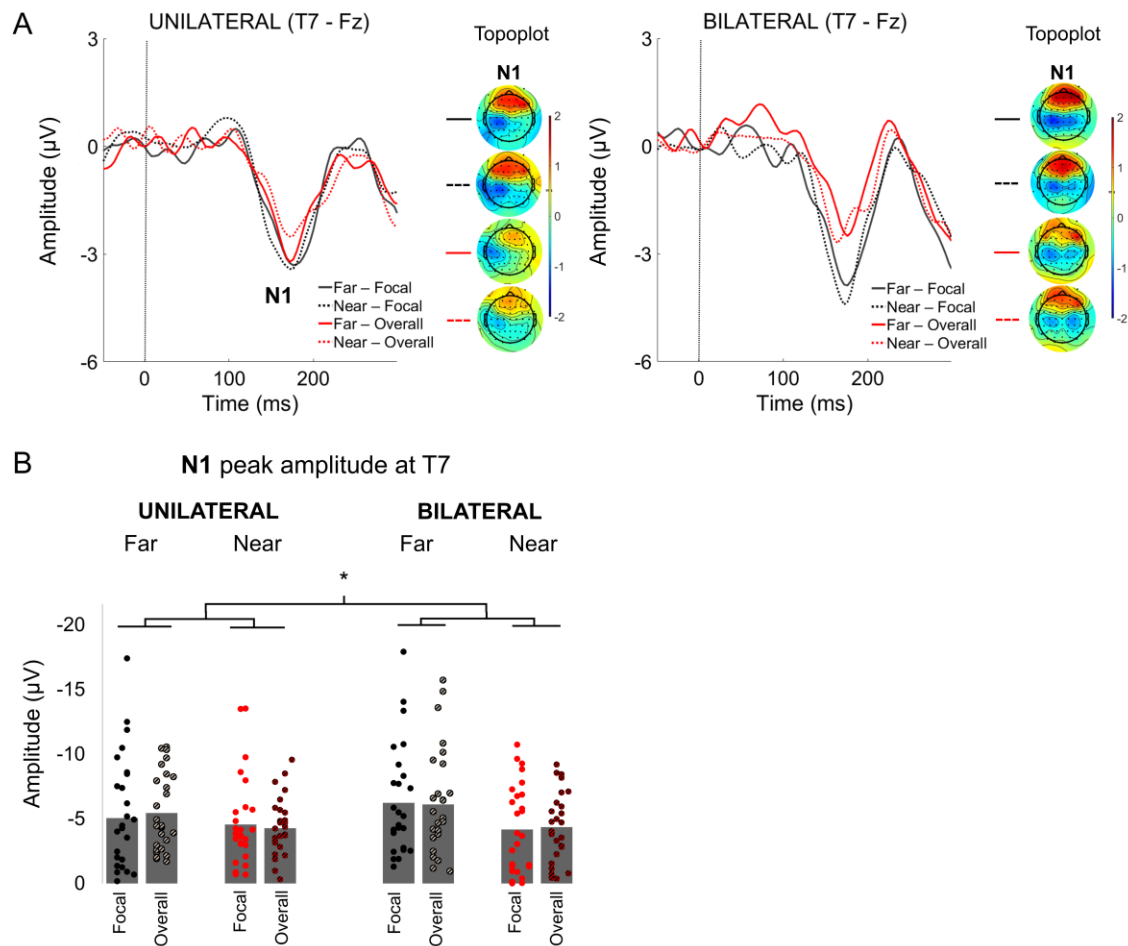 A
UNILATERAL (T7 - Fz)
Topoplot
N1
3
0
-3
-6
Amplitude (µV)
0
200
Time (ms)
N1
Far – Focal
Near – Focal
Far – Overall
Near – Overall
2
1
0
-1
-2
BILATERAL (T7 - Fz)
Topoplot
N1
3
0
-3
-6
Amplitude (µV)
0
200
Time (ms)
Far – Focal
Near – Focal
Far – Overall
Near – Overall
2
1
0
-1
-2
B
N1 peak amplitude at T7
UNILATERAL
BILATERAL
Far
Near
Far
Near
*
-20
-15
-10
-5
0
Amplitude (µV)
Focal
Overall
Focal
Overall
Focal
Overall
Focal
Overall